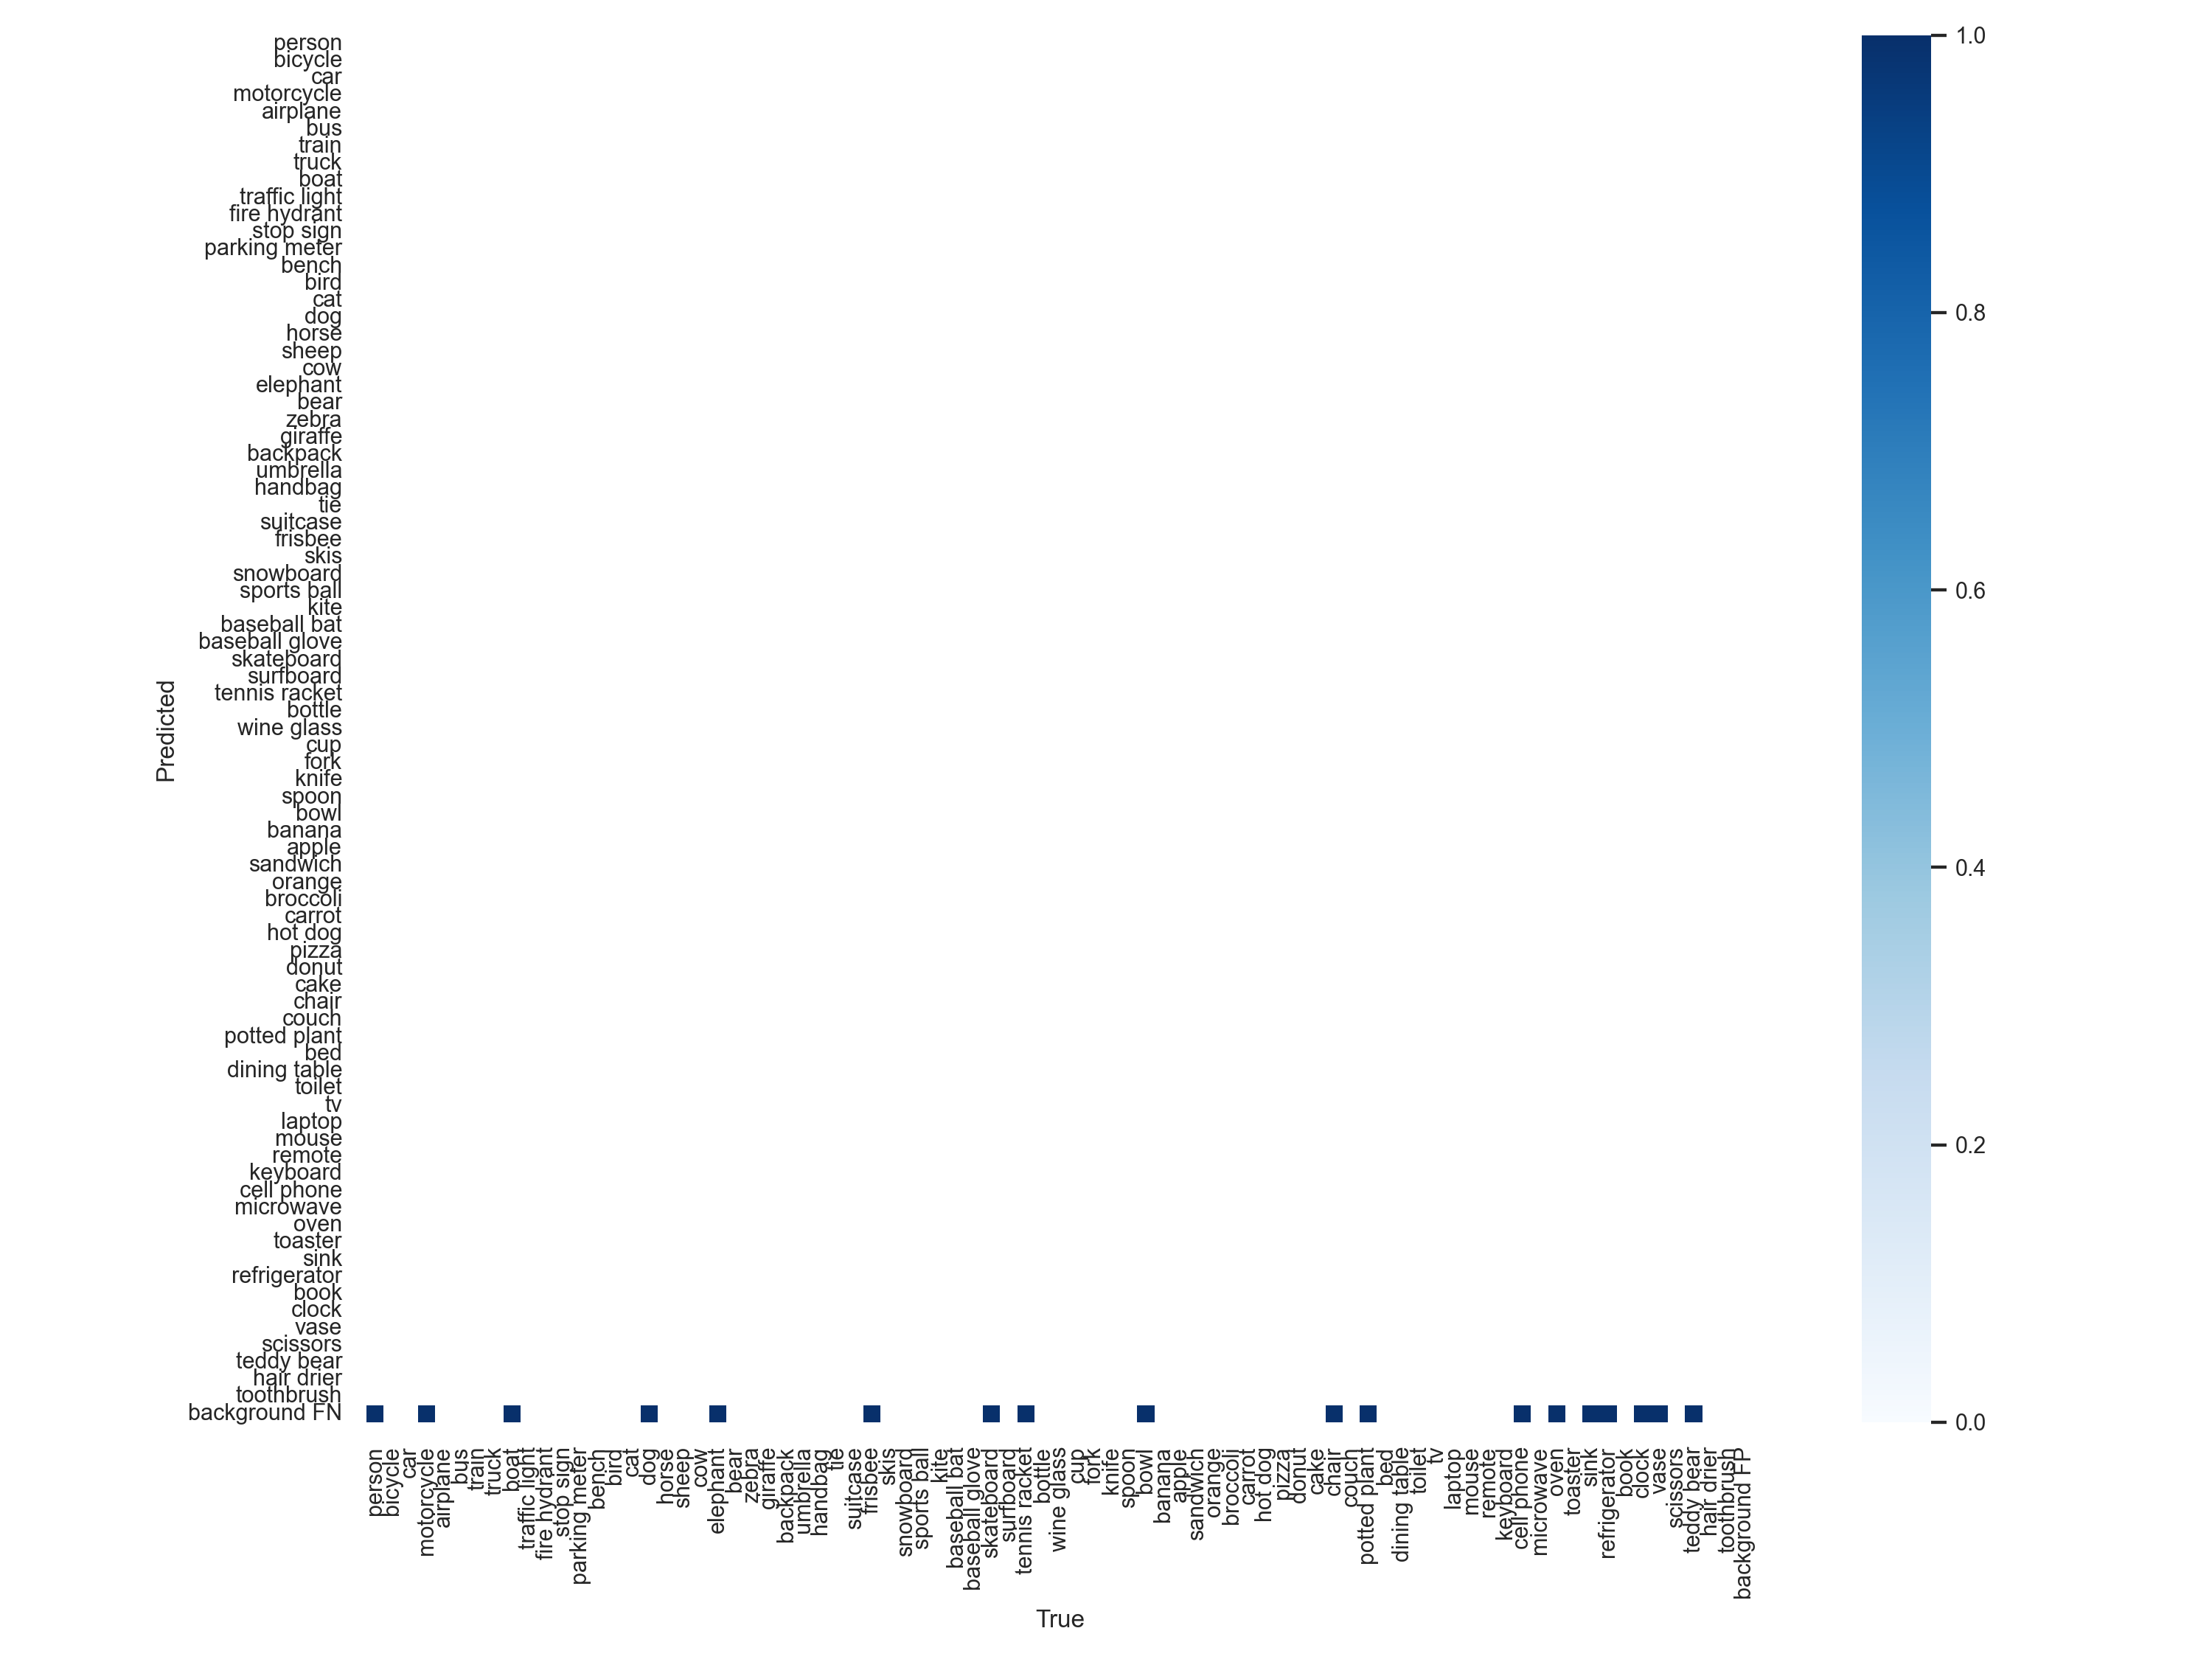 person
bicycle
car
motorcycle
airplane
bus
train
truck
boat
traffic light
fire hydrant
stop sign
parking meter
bench
bird
cat
dog
horse
sheep
cow
elephant
bear
zebra
giraffe
backpack
umbrella
handbag
tie
suitcase
frisbee
skis
snowboard
sports ball
kite
baseball bat
baseball glove
skateboard
surfboard
tennis racket
bottle
wine glass
cup
fork
knife
spoon
bowl
banana
apple
sandwich
orange
broccoli
carrot
hot dog
pizza
donut
cake
chair
couch
potted plant
bed
dining table
toilet
tv
laptop
mouse
remote
keyboard
cell phone
microwave
oven
toaster
sink
refrigerator
book
clock
vase
scissors
teddy bear
hair drier
toothbrush
background FN
Predicted
person
bicycle
car
motorcycle
airplane
bus
train
truck
boat
traffic light
fire hydrant
stop sign
parking meter
bench
bird
cat
dog
horse
sheep
cow
elephant
bear
zebra
giraffe
backpack
umbrella
handbag
tie
suitcase
frisbee
skis
snowboard
sports ball
kite
baseball bat
baseball glove
skateboard
surfboard
tennis racket
bottle
wine glass
cup
fork
knife
spoon
bowl
banana
apple
sandwich
orange
broccoli
carrot
hot dog
pizza
donut
cake
chair
couch
potted plant
bed
dining table
toilet
tv
laptop
mouse
remote
keyboard
cell phone
microwave
oven
toaster
sink
refrigerator
book
clock
vase
scissors
teddy bear
hair drier
toothbrush
background FP
True
1.0
0.8
0.6
0.4
0.2
0.0